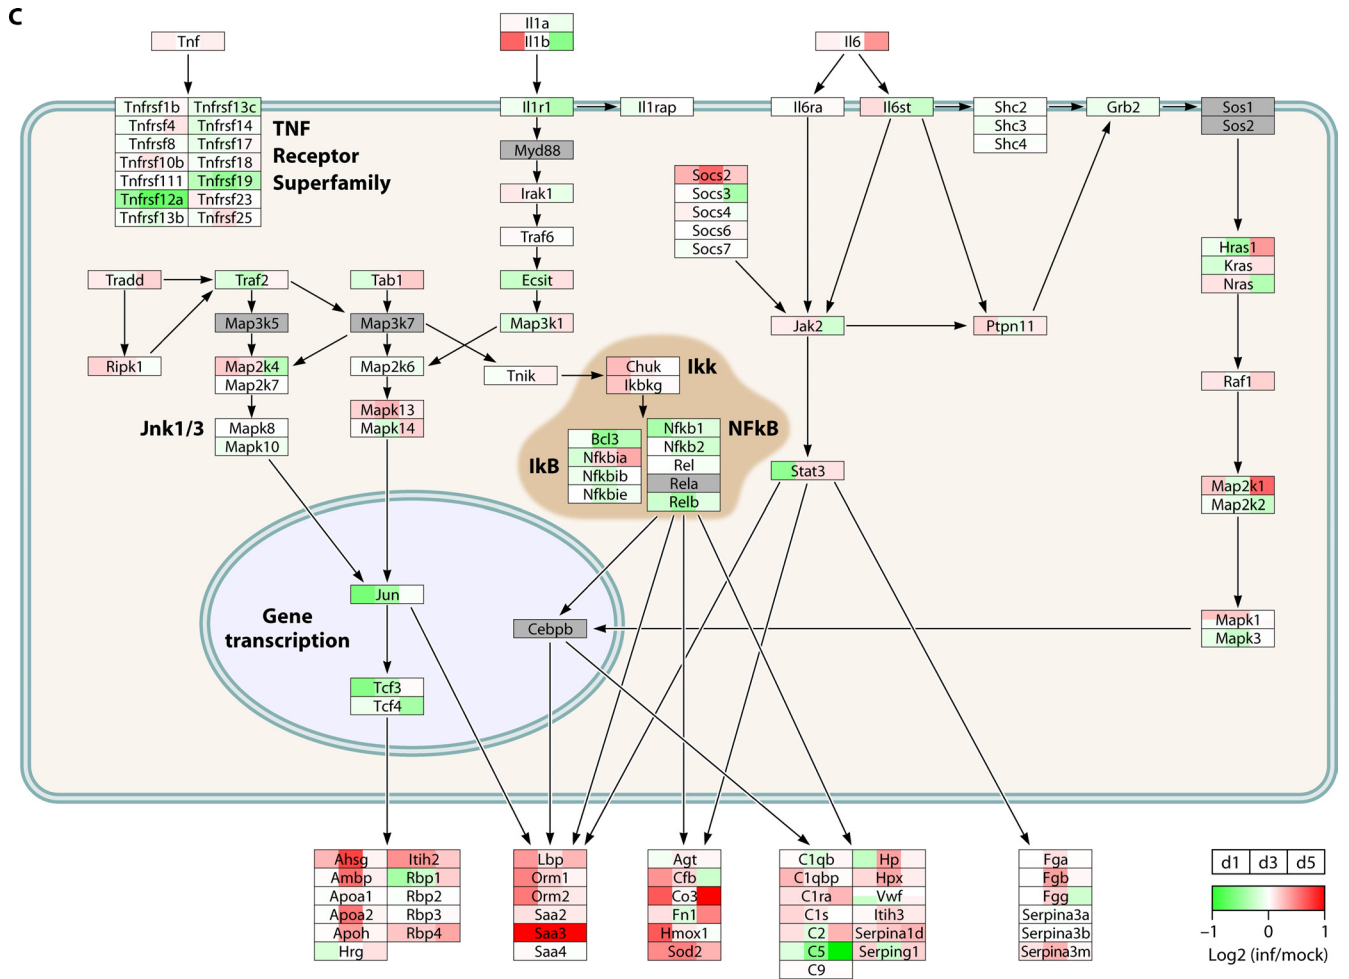 C
Tnf
Il1a
Il1b
Il6
Tnfrsf1b Tnfrsf13c
Tnfrsf4 Tnfrsf14
Tnfrsf8 Tnfrsf17
Tnfrsf10b Tnfrsf18
Tnfrsf111 Tnfrsf19
Tnfrsf12a Tnfrsf23
Tnfrsf13b Tnfrsf25
TNF
Receptor
Superfamily
Il1r1
Il1rap
Il6ra
Il6st
Shc2
Shc3
Shc4
Grb2
Sos1
Sos2
Myd88
Irak1
Traf6
Ecsit
Map3k1
Socs2
Socs3
Socs4
Socs6
Socs7
Hras1
Kras
Nras
Tradd
Traf2
Tab1
Map3k5
Map3k7
Jak2
Ptpn11
Ripk1
Map2k4
Map2k7
Map2k6
Tnik
Chuk
Ikbkg
Ikk
Raf1
Jnk1/3
Mapk8
Mapk10
Mapk13
Mapk14
IkB
Bcl3
Nfkbia
Nfkbib
Nfkbie
Nfkb1
Nfkb2
Rel
Rela
Relb
NFkB
Stat3
Map2k1
Map2k2
Gene
transcription
Jun
Cebpb
Mapk1
Mapk3
Tcf3
Tcf4
Ahsg Itih2
Ambp Rbp1
Apoa1 Rbp2
Apoa2 Rbp3
Apoh Rbp4
Hrg
Lbp
Orm1
Orm2
Saa2
Saa3
Saa4
Agt
Cfb
Co3
Fn1
Hmox1
Sod2
C1qb Hp
C1qbp Hpx
C1ra Vwf
C1s Itih3
C2 Serpina1d
C5 Serping1
C9
Fga
Fgb
Fgg
Serpina3a
Serpina3b
Serpina3m
d1 d3 d5
−1 0 1
Log2 (inf/mock)